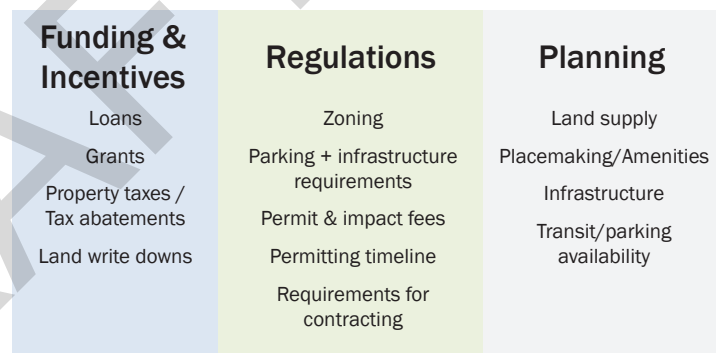 Funding &
Incentives
Loans
Grants
Property taxes /
Tax abatements
Land write downs
Regulations
Zoning
Parking + infrastructure
requirements
Permit & impact fees
Permitting timeline
Requirements for
contracting
Planning
Land supply
Placemaking/Amenities
Infrastructure
Transit/parking
availability